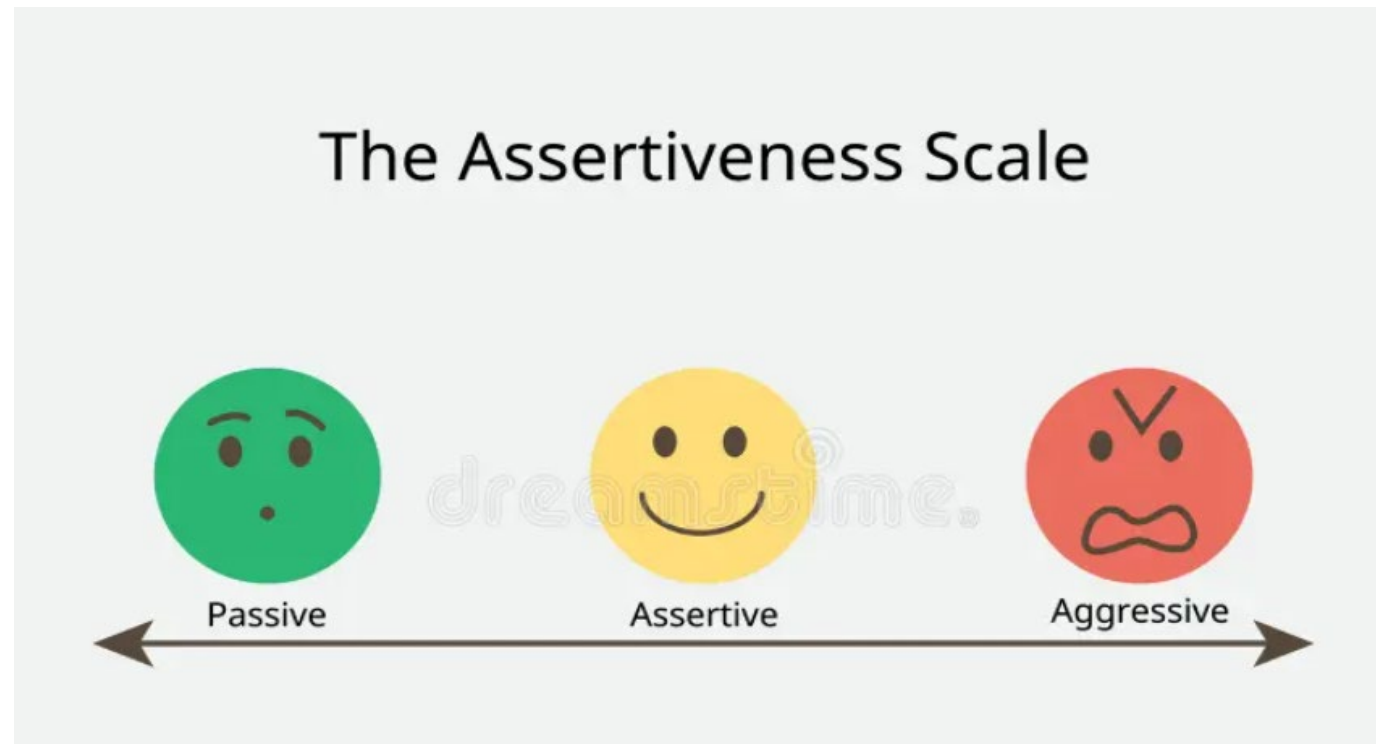 The Assertiveness Scale
dreamstime.
Passive
Assertive
Aggressive